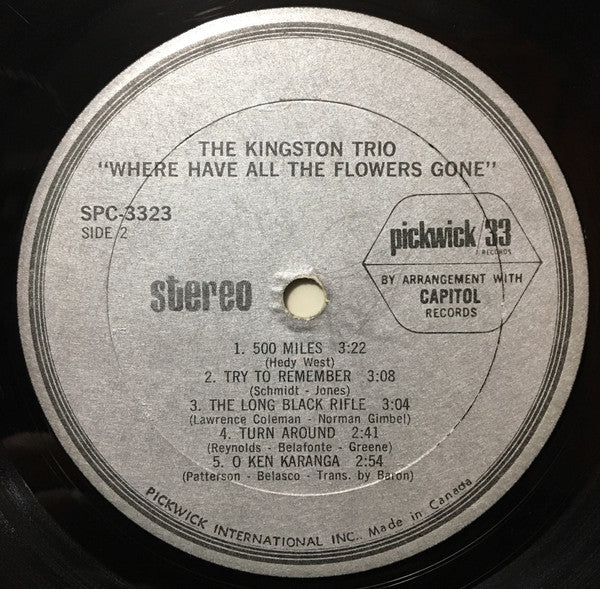 THE KINGSTON TRIO
"WHERE HAVE ALL THE FLOWERS GONE"
SPC-3323
SIDE 2
pickwick/33
RECORDS
BY ARRANGEMENT WITH
CAPITOL
RECORDS
stereo
1. 500 MILES 3:22
(Hedy West)
2. TRY TO REMEMBER 3:08
(Schmidt - Jones)
3. THE LONG BLACK RIFLE 3:04
(Lawrence Coleman - Norman Gimbel)
4. TURN AROUND 2:41
(Reynolds - Belafonte - Greene)
5. O KEN KARANGA 2:54
(Patterson - Belasco - Trans. by Baron)
PICKWICK INTERNATIONAL INC.. Made in Canada